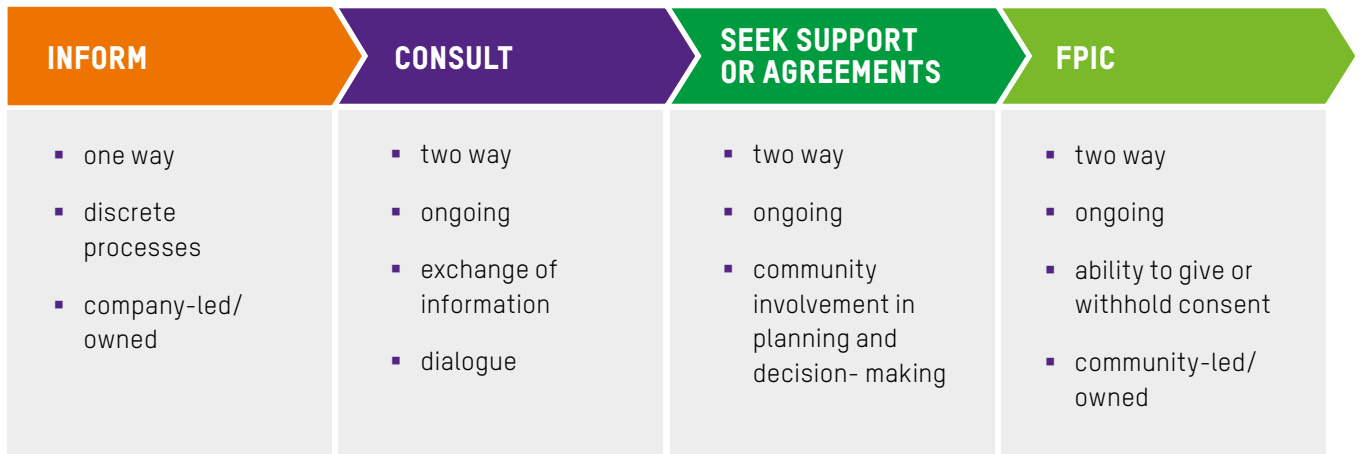 INFORM
one way
discrete
processes
company-led/
owned
CONSULT
two way
ongoing
exchange of
information
dialogue
SEEK SUPPORT
OR AGREEMENTS
two way
ongoing
community
involvement in
planning and
decision- making
FPIC
two way
ongoing
ability to give or
withhold consent
community-led/
owned